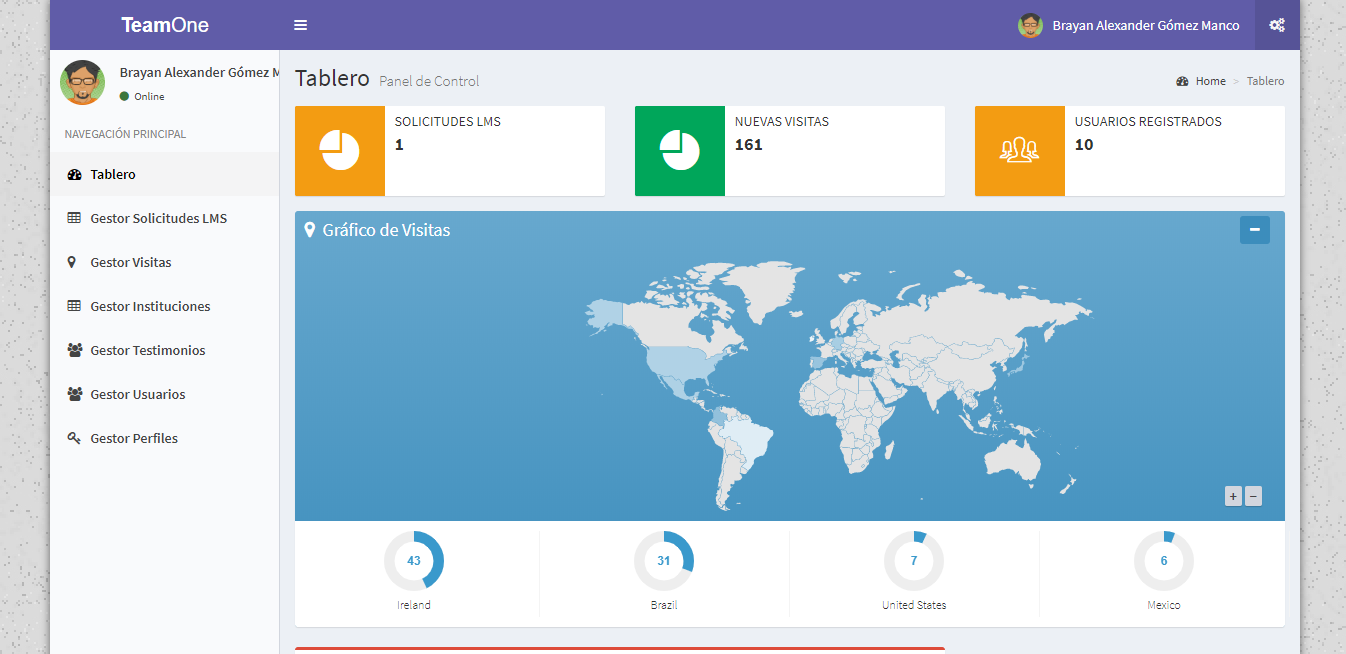 TeamOne
Brayan Alexander Gómez Manco
Brayan Alexander Gómez M
Online
NAVEGACIÓN PRINCIPAL
Tablero
Gestor Solicitudes LMS
Gestor Visitas
Gestor Instituciones
Gestor Testimonios
Gestor Usuarios
Gestor Perfiles
Tablero Panel de Control
Home > Tablero
SOLICITUDES LMS
1
NUEVAS VISITAS
161
USUARIOS REGISTRADOS
10
Gráfico de Visitas
+ −
43
Ireland
31
Brazil
7
United States
6
Mexico